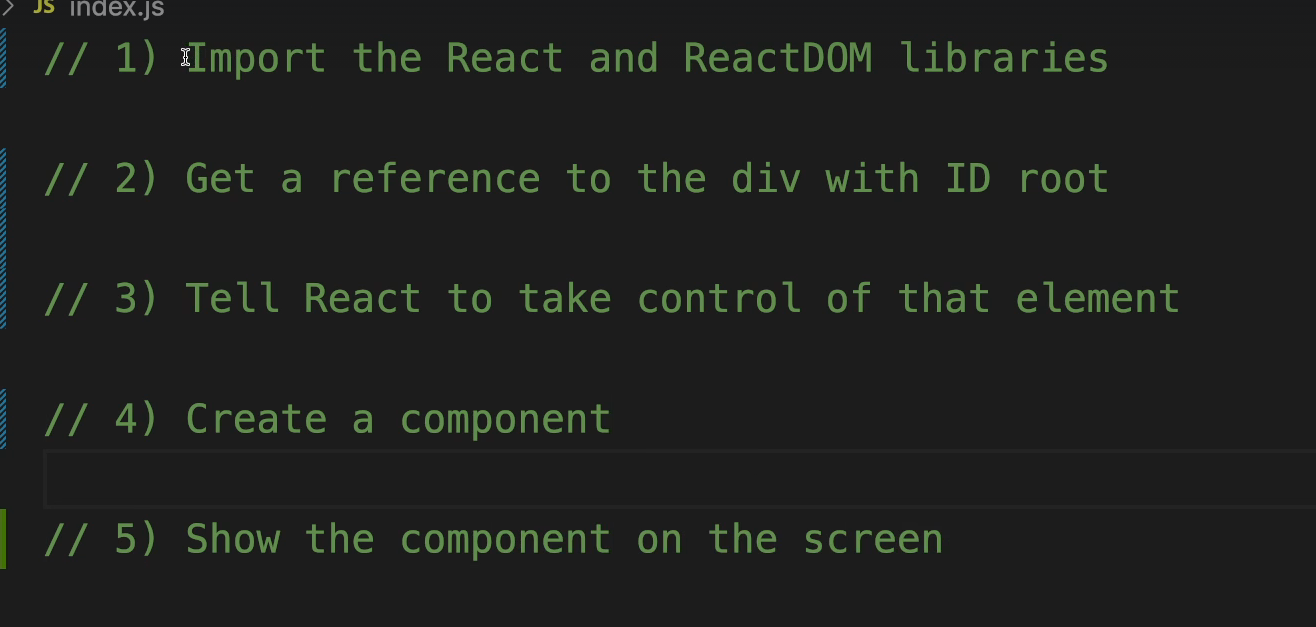 > JS index.js
// 1) Import the React and ReactDOM libraries
// 2) Get a reference to the div with ID root
// 3) Tell React to take control of that element
// 4) Create a component
// 5) Show the component on the screen